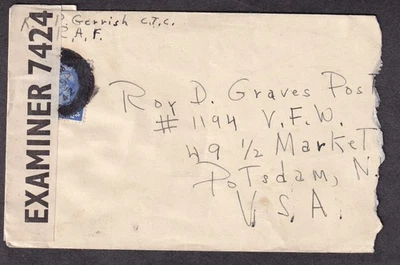 P. Gerrish C.T.C.
R.A.F.
EXAMINER 7424
Roy D. Graves Post
# 1194 V.F.W.
49 1/2 Market
Potsdam, N.
U.S.A.